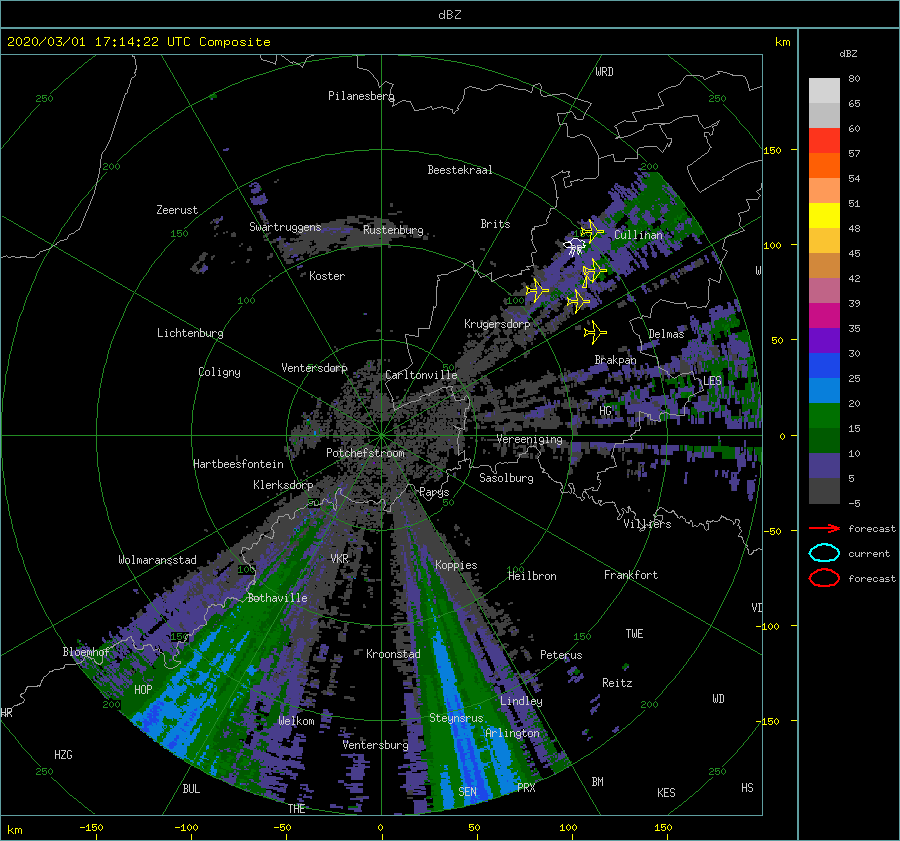 dBZ
2020/03/01 17:14:22 UTC Composite
km
dBZ
WRD
250
250
Pilanesberg
80
65
60
57
54
51
48
45
42
39
35
30
25
20
15
10
5
-5
150
200
200
Beestekraal
Zeerust
150
Swartruggens
Rustenburg
Brits
Cullinan
100
Koster
W
100
100
Krugersdorp
Lichtenburg
Delmas
50
Brakpan
Coligny
Ventersdorp
Carltonville
LES
HG
Vereeniging
0
Potchefstroom
Hartbeesfontein
Sasolburg
Klerksdorp
Parys
50
50
Villiers
-50
forecast
current
forecast
Wolmaransstad
VKR
Koppies
100
100
Heilbron
Frankfort
Bothaville
VI
-100
150
150
TWE
Bloemhof
Kroonstad
Peterus
Reitz
HOP
WD
200
200
Lindley
HR
Welkom
Steynsrus
-150
Arlington
Ventersburg
HZG
250
250
BUL
SEN
PRX
BM
KES
HS
THE
km
-150
-100
-50
0
50
100
150